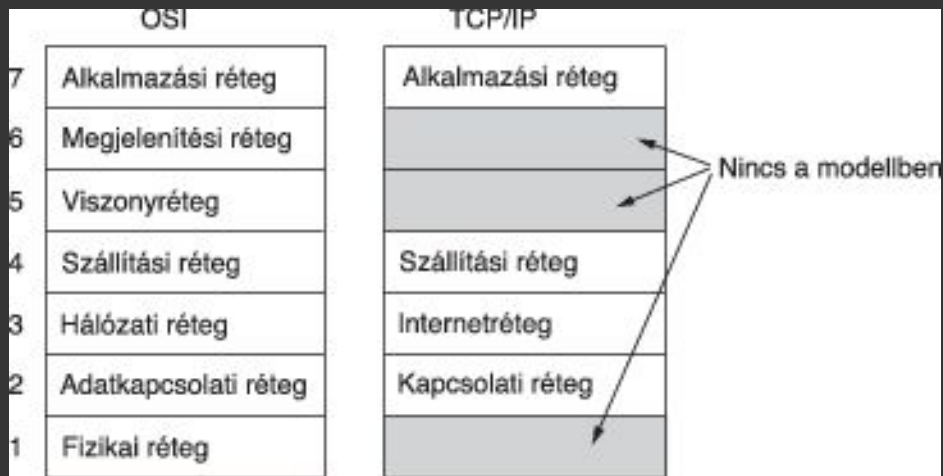 OSI
TCP/IP
7 Alkalmazási réteg Alkalmazási réteg
6 Megjelenítési réteg
5 Viszonyréteg
Nincs a modellben
4 Szállítási réteg Szállítási réteg
3 Hálózati réteg Internetréteg
2 Adatkapcsolati réteg Kapcsolati réteg
1 Fizikai réteg